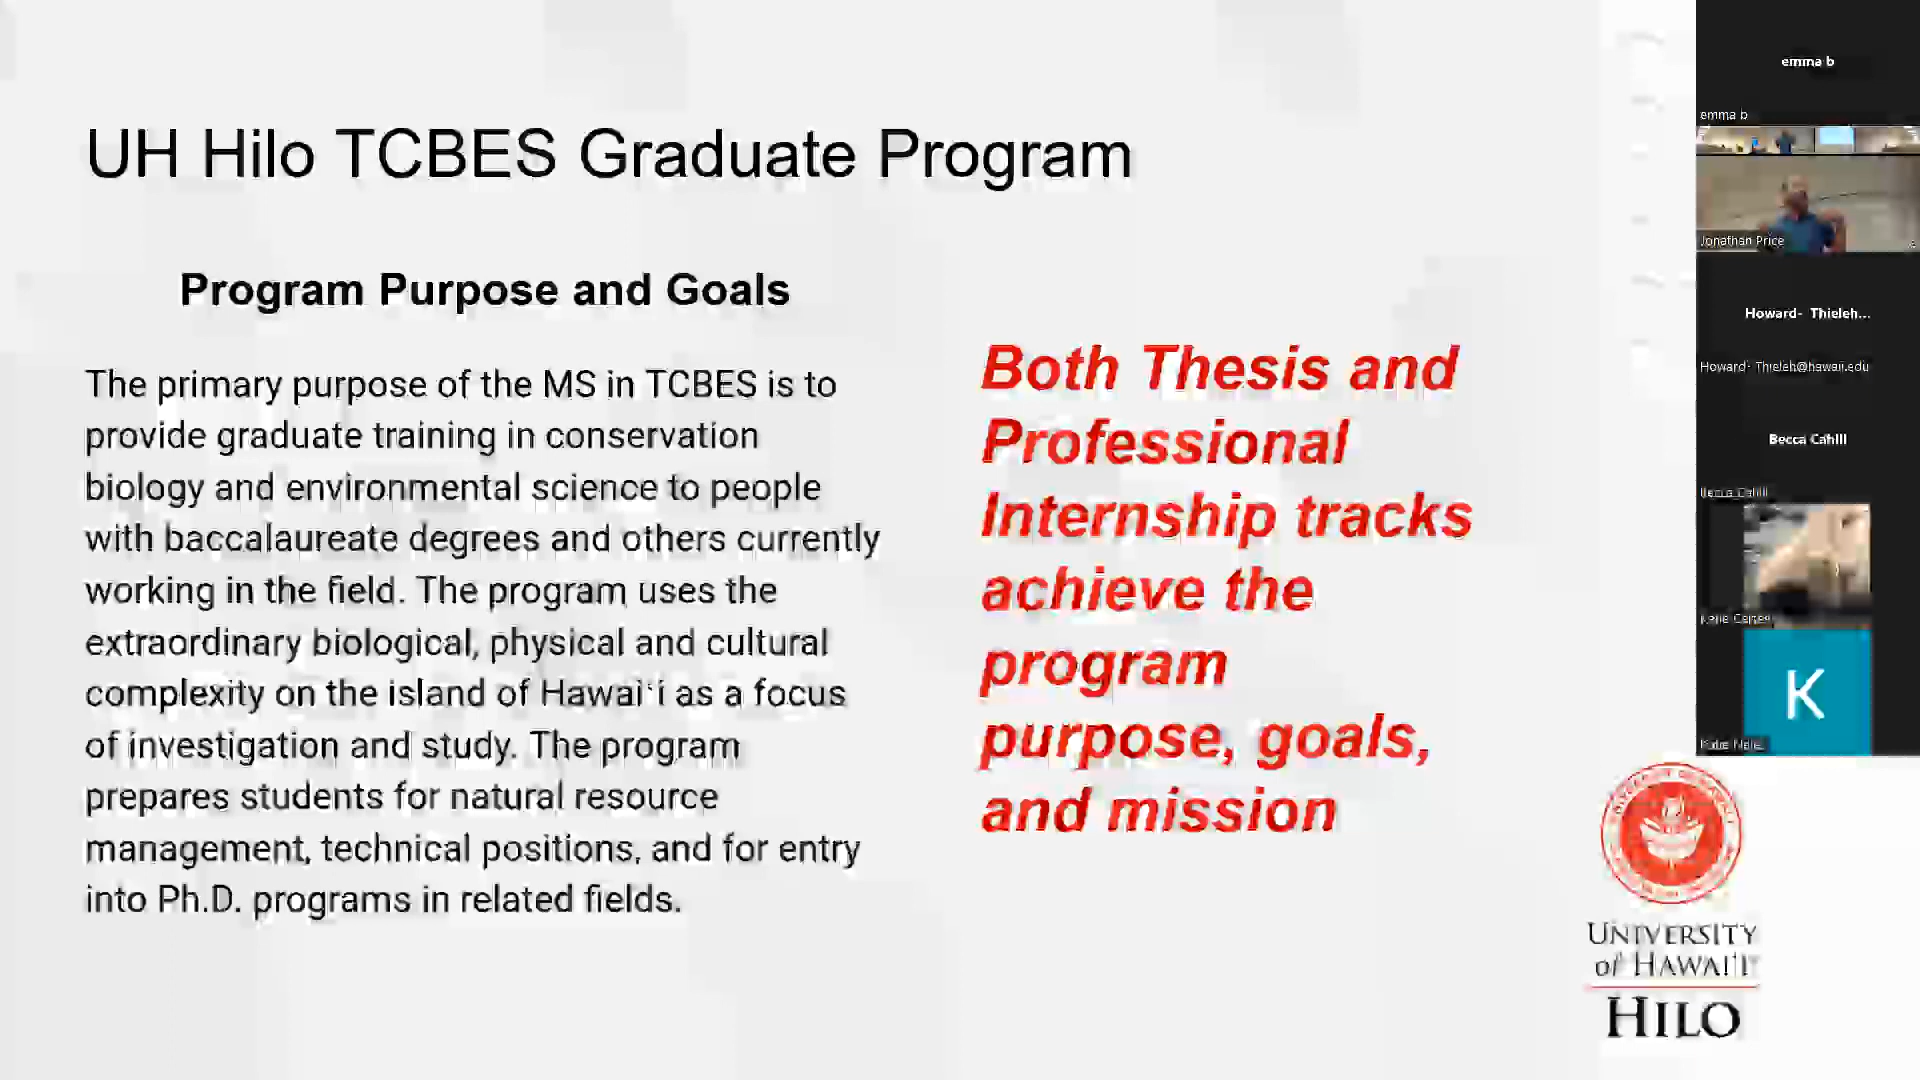 UH Hilo TCBES Graduate Program
Program Purpose and Goals
The primary purpose of the MS in TCBES is to
provide graduate training in conservation
biology and environmental science to people
with baccalaureate degrees and others currently
working in the field. The program uses the
extraordinary biological, physical and cultural
complexity on the island of Hawaiʻi as a focus
of investigation and study. The program
prepares students for natural resource
management, technical positions, and for entry
into Ph.D. programs in related fields.
Both Thesis and
Professional
Internship tracks
achieve the
program
purpose, goals,
and mission
emma b
emma b
Jonathan Price
Howard- Thieleh...
Howard- Thieleh@hawaii.edu
Becca Cahill
Becca Cahill
K
UNIVERSITY
of HAWAIʻI
HILO